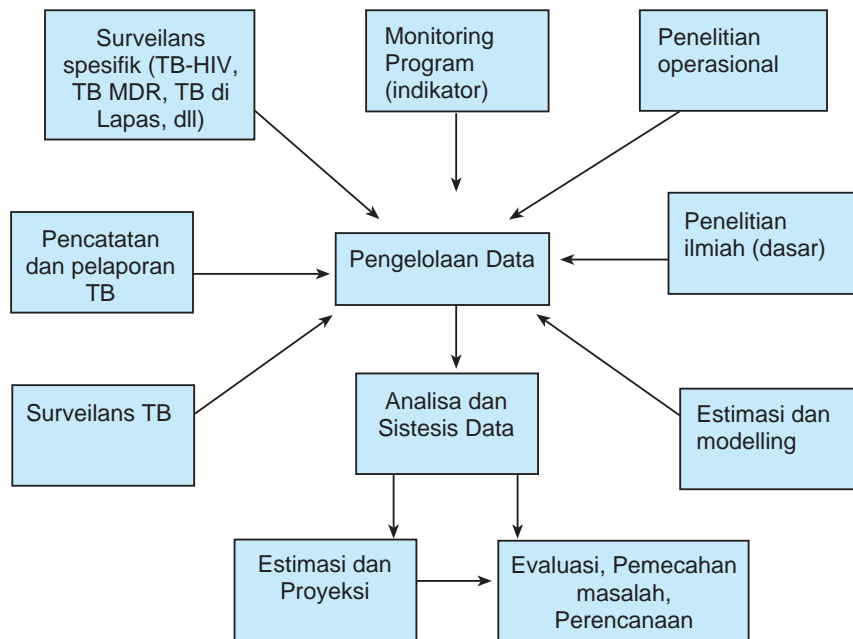 Surveilans
spesifik (TB-HIV,
TB MDR, TB di
Lapas, dll)
Monitoring
Program
(indikator)
Penelitian
operasional
Pencatatan
dan pelaporan
TB
Pengelolaan Data
Penelitian
ilmiah (dasar)
Surveilans TB
Analisa dan
Sistesis Data
Estimasi dan
modelling
Estimasi dan
Proyeksi
Evaluasi, Pemecahan
masalah,
Perencanaan